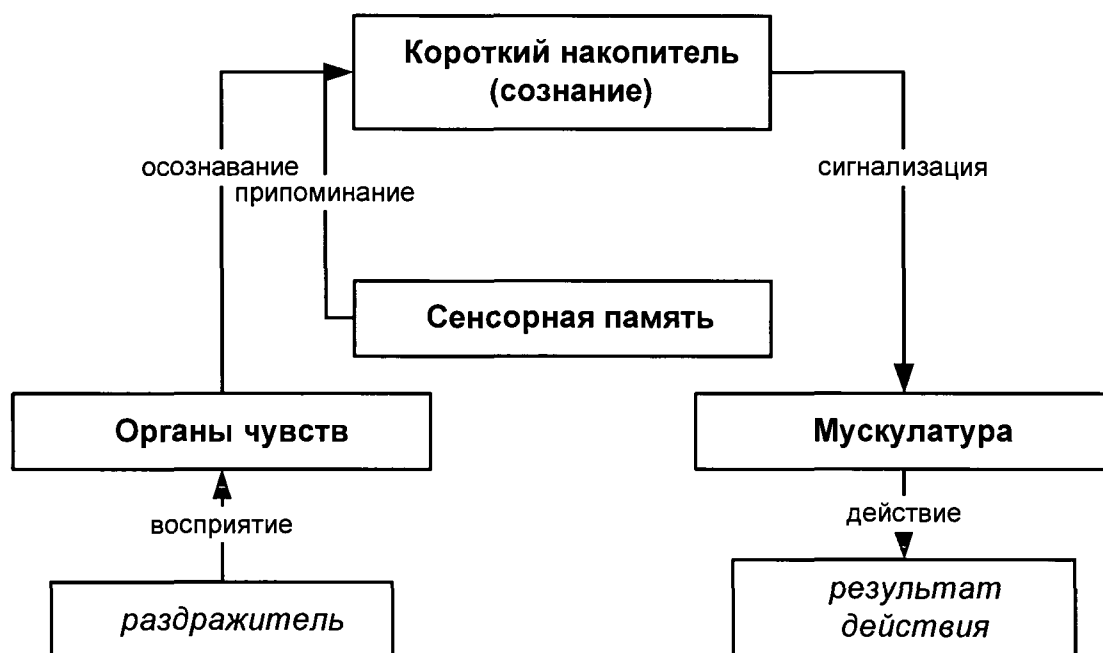 Короткий накопитель
(сознание)
осознавание
припоминание
сигнализация
Сенсорная память
Органы чувств
Мускулатура
восприятие
действие
раздражитель
результат
действия